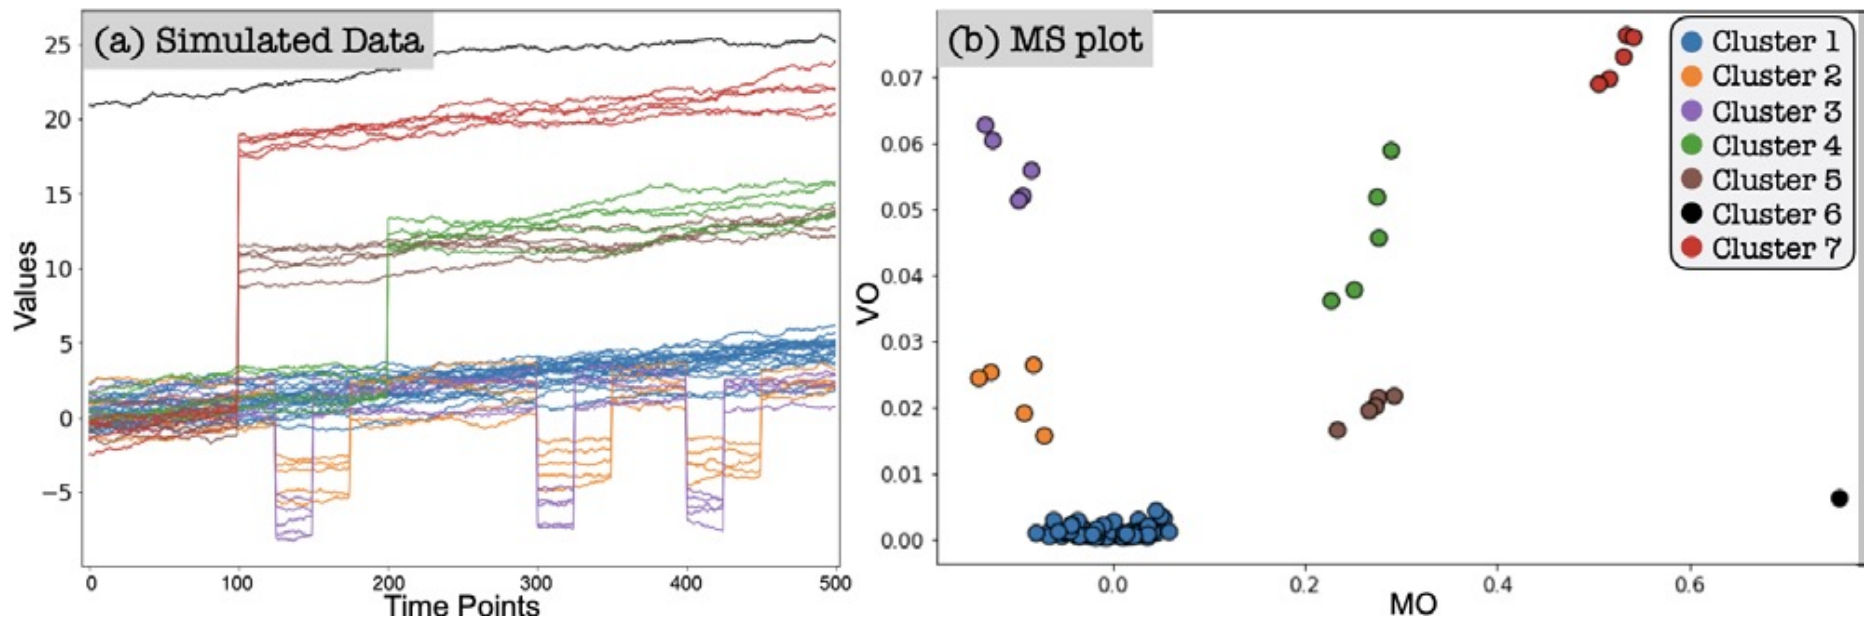 (a) Simulated Data
25
20
15
10
5
0
−5
Values
0 100 200 300 400 500
Time Points
(b) MS plot
0.07
0.06
0.05
0.04
0.03
0.02
0.01
0.00
VO
0.0 0.2 0.4 0.6
MO
Cluster 1
Cluster 2
Cluster 3
Cluster 4
Cluster 5
Cluster 6
Cluster 7